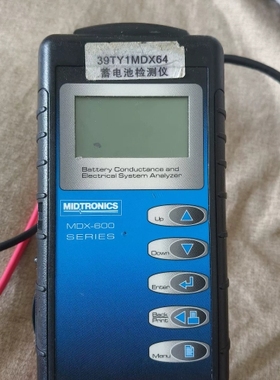 39TY1MDX64
蓄电池检测仪
Battery Conductance and
Electrical System Analyzer
MIDTRONICS
MDX-600
SERIES
Up
Down
Enter
Back
Print
Menu